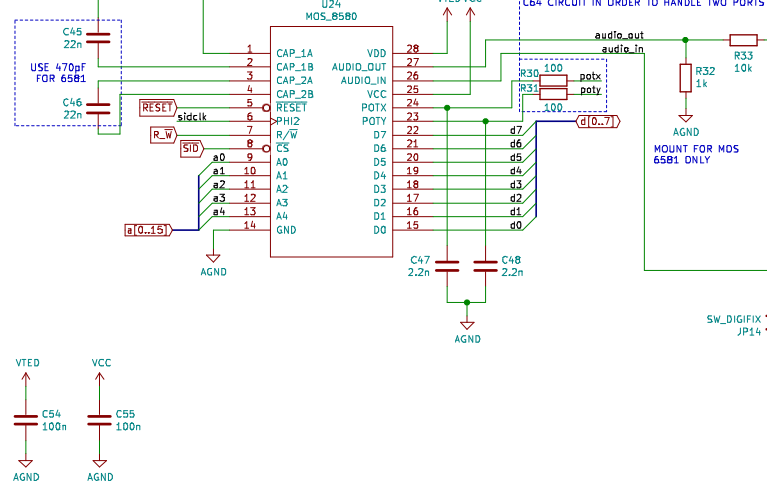 C64 CIRCUIT IN ORDER TO HANDLE TWO PORTS
U24
MOS_8580
C45
22n
USE 470pF
FOR 6581
C46
22n
1 CAP_1A
2 CAP_1B
3 CAP_2A
4 CAP_2B
RESET 5 RESET
sidclk 6 PHI2
R_W 7 R/W
SID 8 CS
a0 9 A0
a1 10 A1
a2 11 A2
a3 12 A3
a4 13 A4
14 GND
a[0..15]
AGND
VDD 28
AUDIO_OUT 27
AUDIO_IN 26
VCC 25
POTX 24
POTY 23
D7 22 d7
D6 21 d6
D5 20 d5
D4 19 d4
D3 18 d3
D2 17 d2
D1 16 d1
D0 15 d0
d[0..7]
audio_out
audio_in
R30 100 potx
R31 100 poty
R33
10k
R32
1k
AGND
MOUNT FOR MOS
6581 ONLY
C47
2.2n
C48
2.2n
AGND
SW_DIGIFIX
JP14
VTED
C54
100n
AGND
VCC
C55
100n
AGND